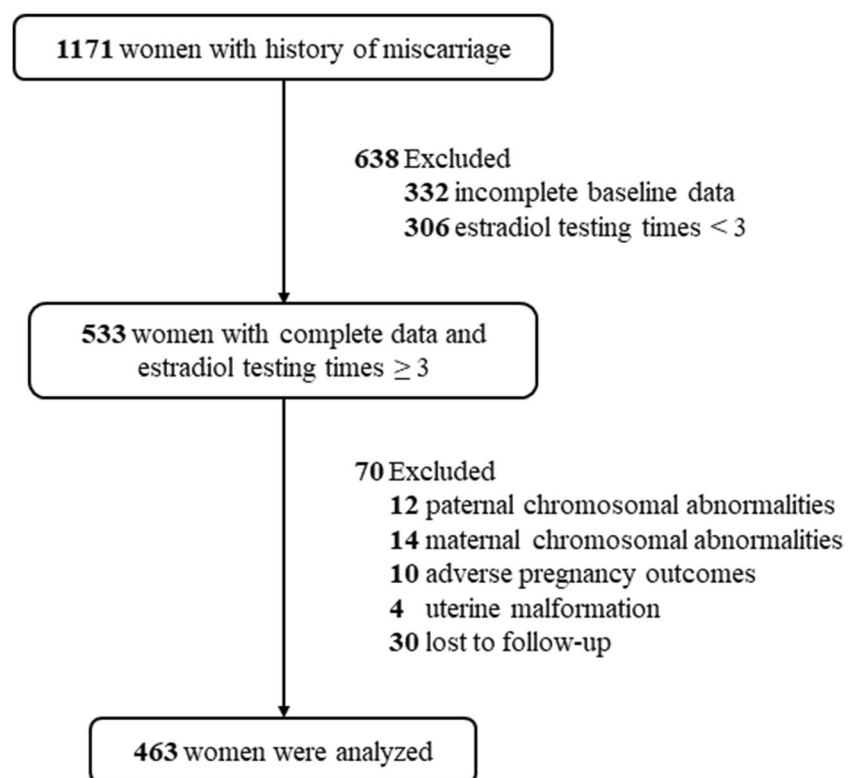 1171 women with history of miscarriage
638 Excluded
332 incomplete baseline data
306 estradiol testing times < 3
533 women with complete data and
estradiol testing times ≥ 3
70 Excluded
12 paternal chromosomal abnormalities
14 maternal chromosomal abnormalities
10 adverse pregnancy outcomes
4 uterine malformation
30 lost to follow-up
463 women were analyzed